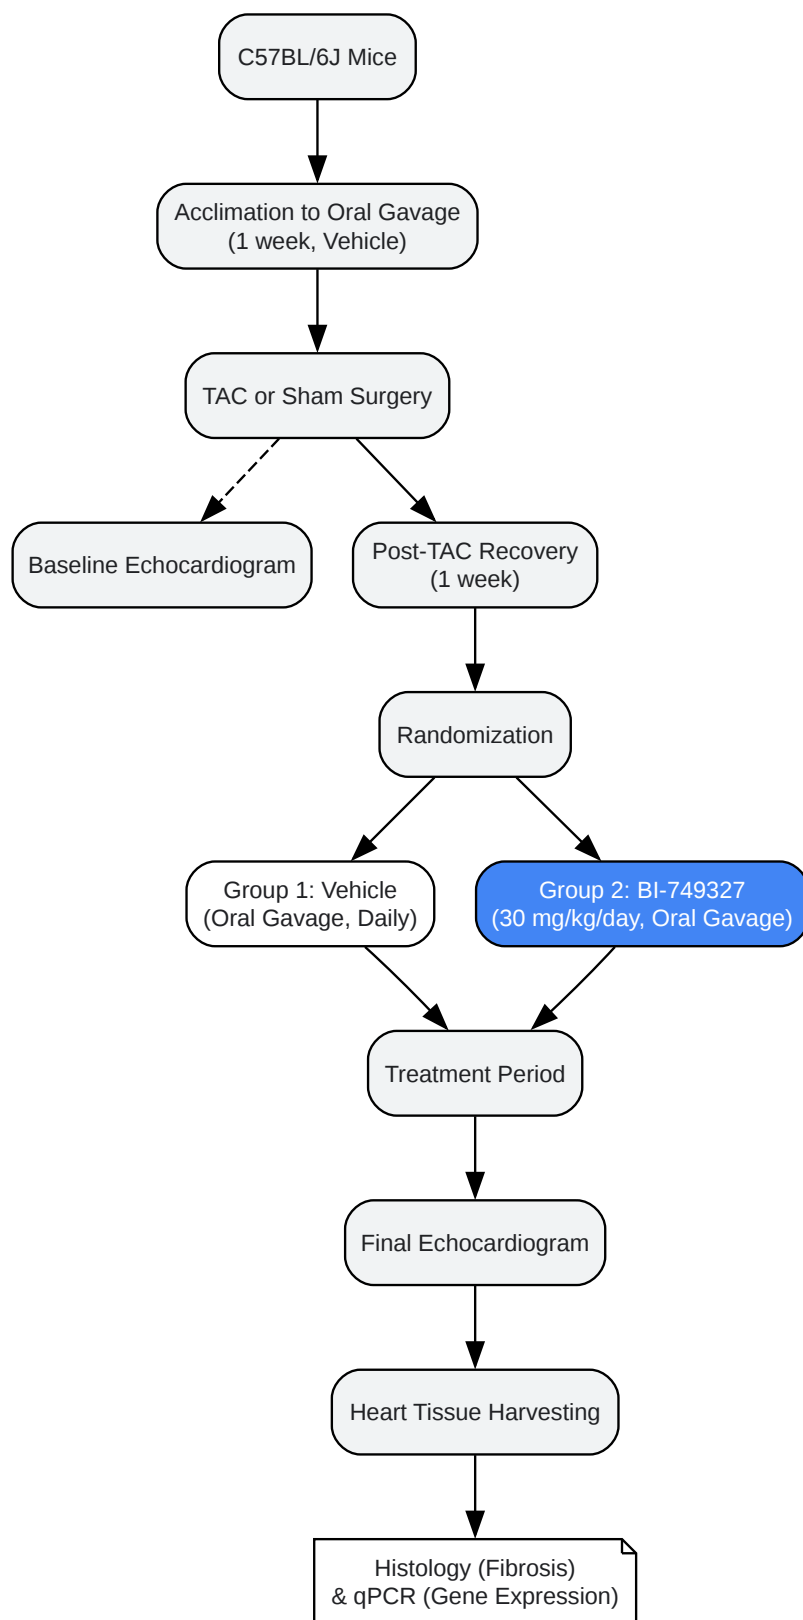 C57BL/6J Mice
Acclimation to Oral Gavage
(1 week, Vehicle)
TAC or Sham Surgery
Baseline Echocardiogram
Post-TAC Recovery
(1 week)
Randomization
Group 1: Vehicle
(Oral Gavage, Daily)
Group 2: BI-749327
(30 mg/kg/day, Oral Gavage)
Treatment Period
Final Echocardiogram
Heart Tissue Harvesting
Histology (Fibrosis)
& qPCR (Gene Expression)